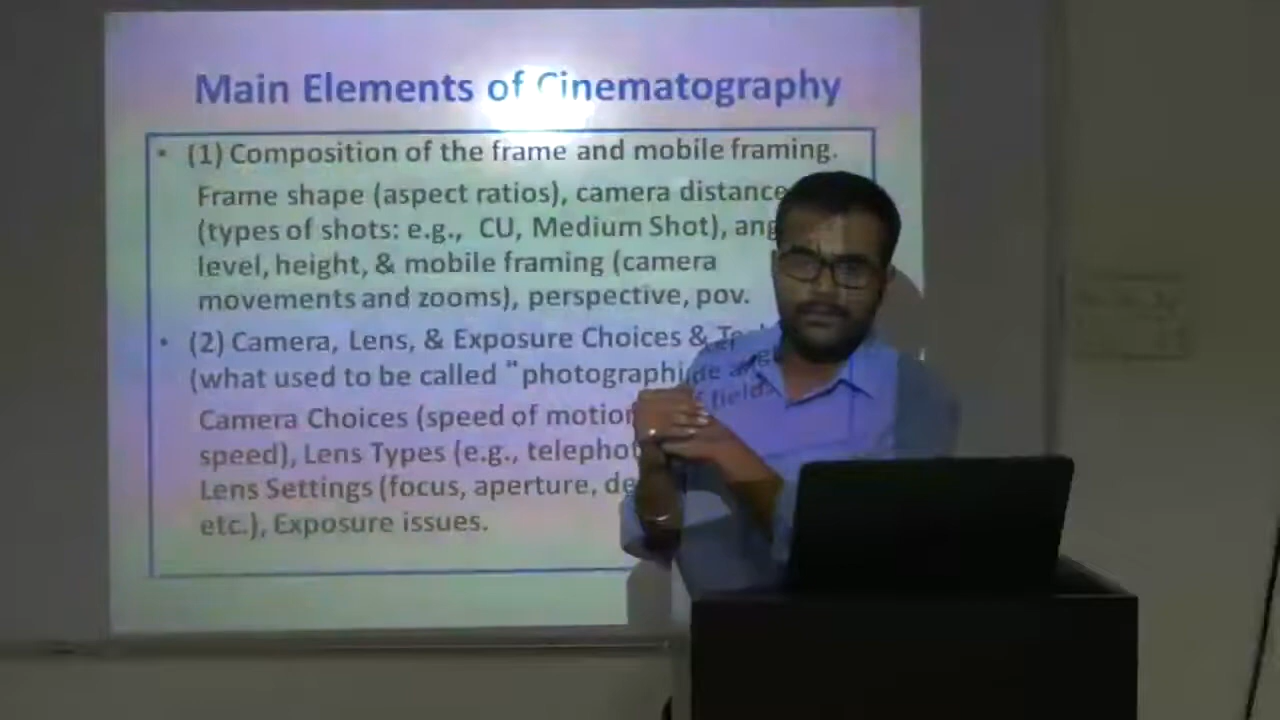 Main Elements of Cinematography
• (1) Composition of the frame and mobile framing.
Frame shape (aspect ratios), camera distance
(types of shots: e.g., CU, Medium Shot),
level, height, & mobile framing (camera
movements and zooms), perspective, pov.
• (2) Camera, Lens, & Exposure Choices &
(what used to be called "
Camera Choices (speed of
speed), Lens Types (e.g.,
Lens Settings (focus, aperture,
etc.), Exposure issues.